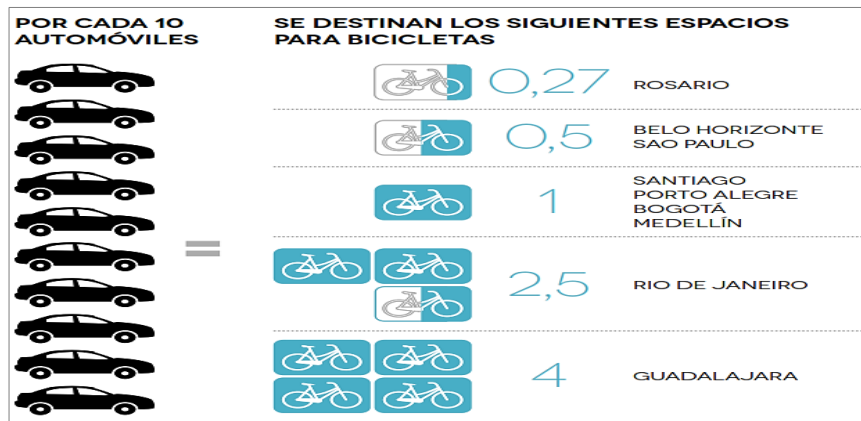 POR CADA 10
AUTOMÓVILES
SE DESTINAN LOS SIGUIENTES ESPACIOS
PARA BICICLETAS
0,27
ROSARIO
0,5
BELO HORIZONTE
SAO PAULO
1
SANTIAGO
PORTO ALEGRE
BOGOTÁ
MEDELLÍN
=
2,5
RIO DE JANEIRO
4
GUADALAJARA